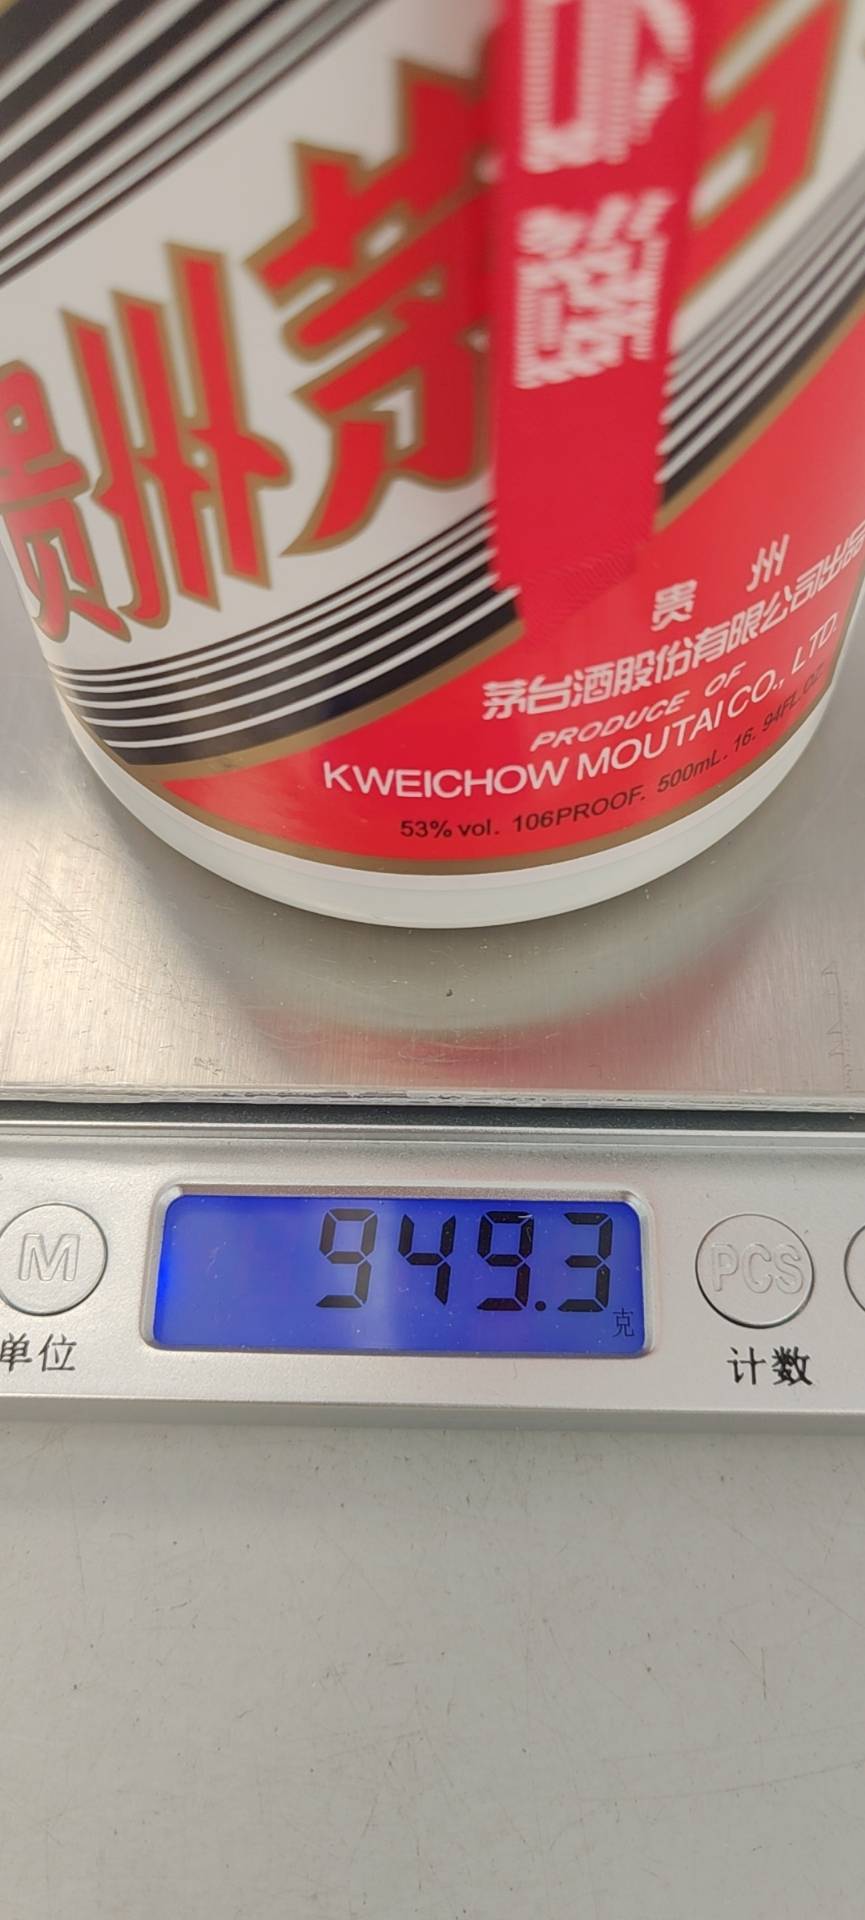 贵州茅
酒
贵州
茅台酒股份有限公司出品
PRODUCE OF
KWEICHOW MOUTAI CO., LTD.
53% vol. 106PROOF. 500mL. 16. 94FL.OZ
M
949.3
克
PCS
单位
计数